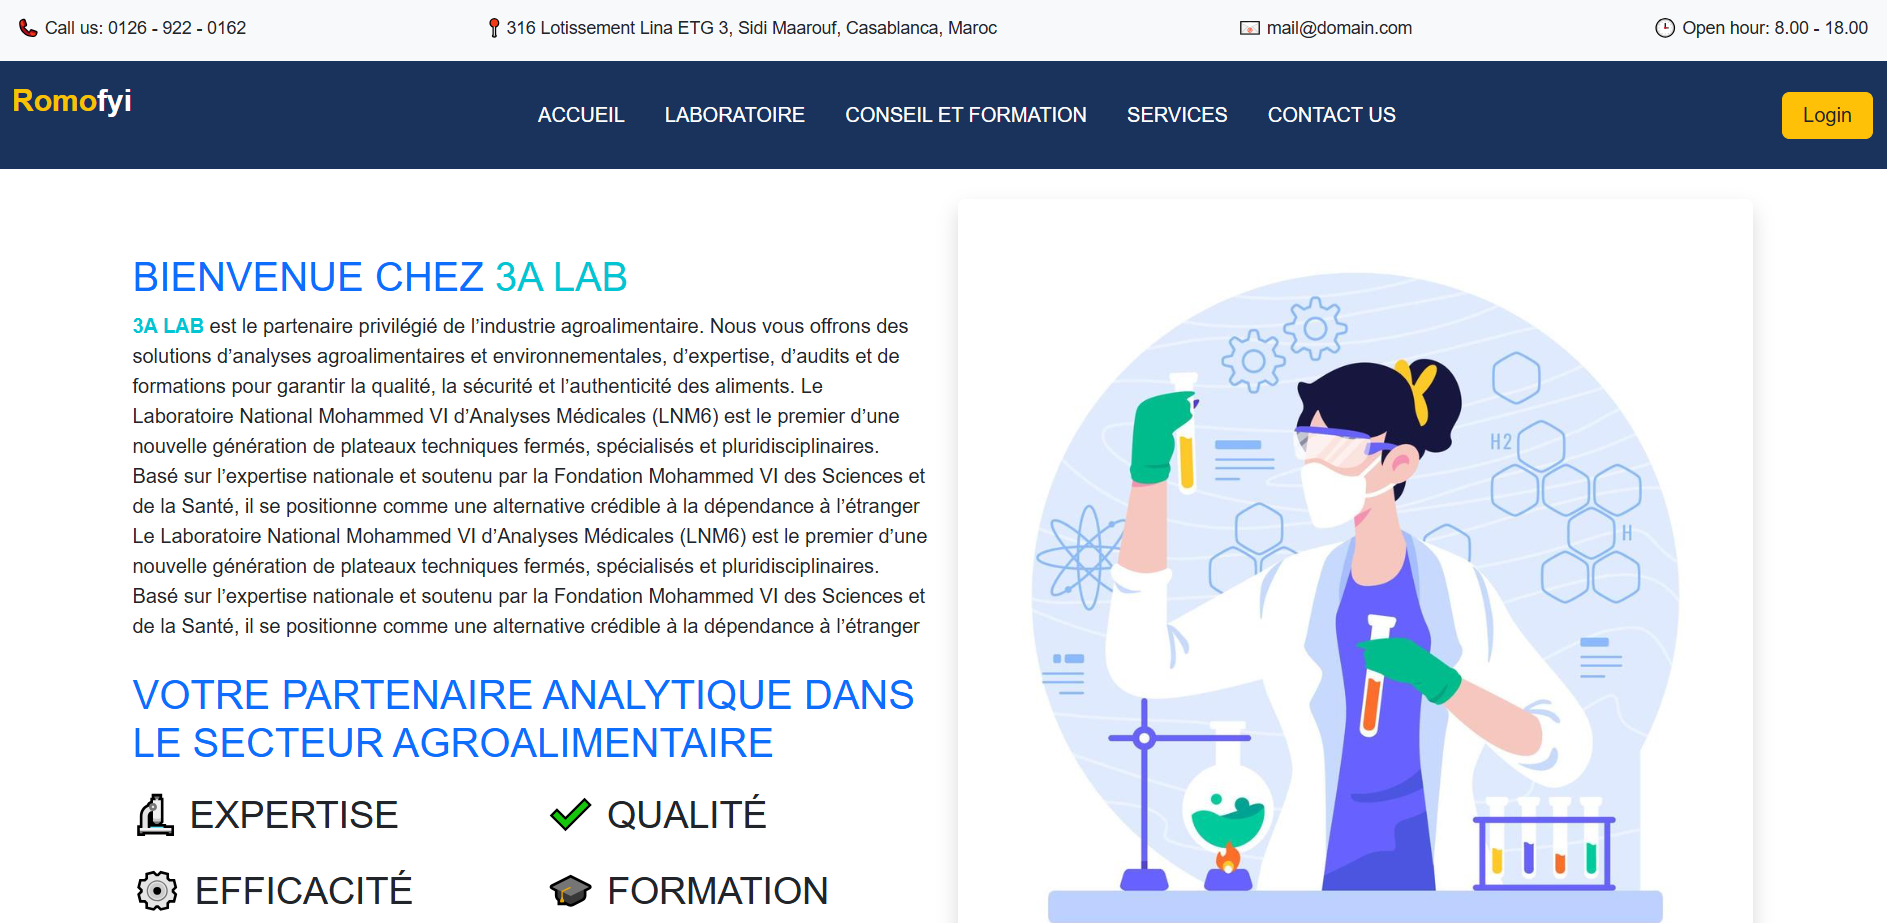 Call us: 0126 - 922 - 0162
316 Lotissement Lina ETG 3, Sidi Maarouf, Casablanca, Maroc
mail@domain.com
Open hour: 8.00 - 18.00
Romofyi
ACCUEIL
LABORATOIRE
CONSEIL ET FORMATION
SERVICES
CONTACT US
Login
BIENVENUE CHEZ 3A LAB
3A LAB est le partenaire privilégié de l’industrie agroalimentaire. Nous vous offrons des
solutions d’analyses agroalimentaires et environnementales, d’expertise, d’audits et de
formations pour garantir la qualité, la sécurité et l’authenticité des aliments. Le
Laboratoire National Mohammed VI d’Analyses Médicales (LNM6) est le premier d’une
nouvelle génération de plateaux techniques fermés, spécialisés et pluridisciplinaires.
Basé sur l’expertise nationale et soutenu par la Fondation Mohammed VI des Sciences et
de la Santé, il se positionne comme une alternative crédible à la dépendance à l’étranger
Le Laboratoire National Mohammed VI d’Analyses Médicales (LNM6) est le premier d’une
nouvelle génération de plateaux techniques fermés, spécialisés et pluridisciplinaires.
Basé sur l’expertise nationale et soutenu par la Fondation Mohammed VI des Sciences et
de la Santé, il se positionne comme une alternative crédible à la dépendance à l’étranger
VOTRE PARTENAIRE ANALYTIQUE DANS
LE SECTEUR AGROALIMENTAIRE
EXPERTISE
QUALITÉ
EFFICACITÉ
FORMATION
H2
H